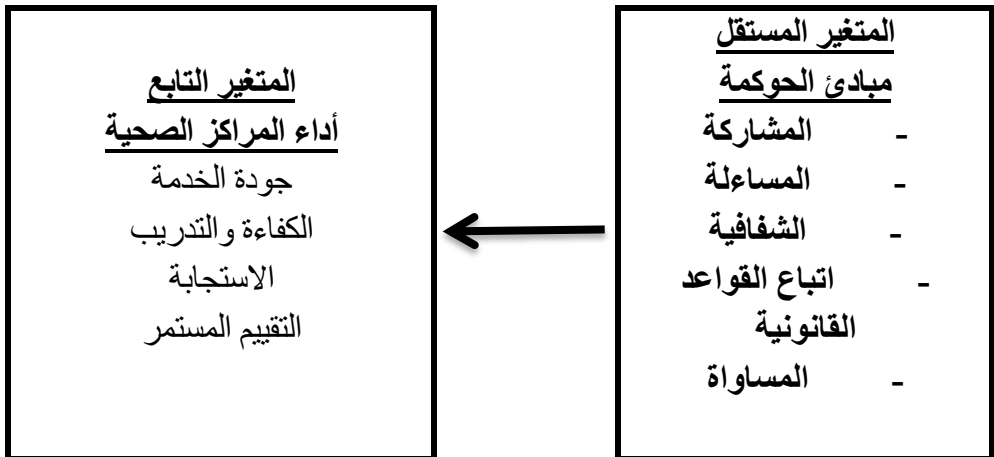 المتغير المستقل
مبادئ الحوكمة
- المشاركة
- المساءلة
- الشفافية
- اتباع القواعد
القانونية
- المساواة
المتغير التابع
أداء المراكز الصحية
جودة الخدمة
الكفاءة والتدريب
الاستجابة
التقييم المستمر